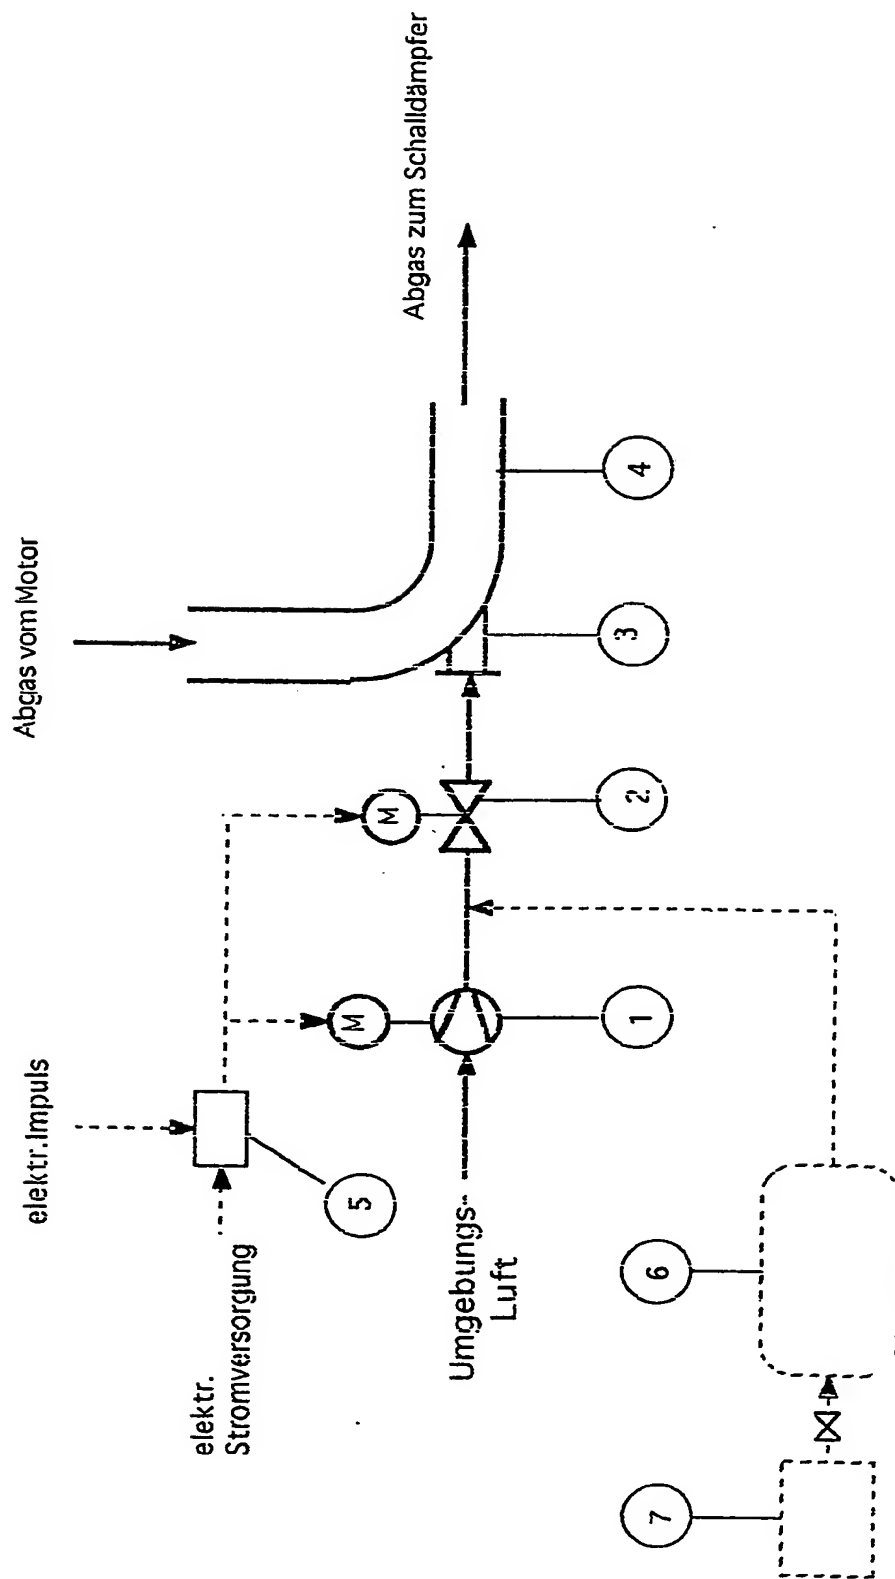 Abgas vom Motor
Abgas zum Schalldämpfer
elektr.Impuls
elektr.
Stromversorgung
Umgebungs-
Luft
M
M
1
2
3
4
5
6
7